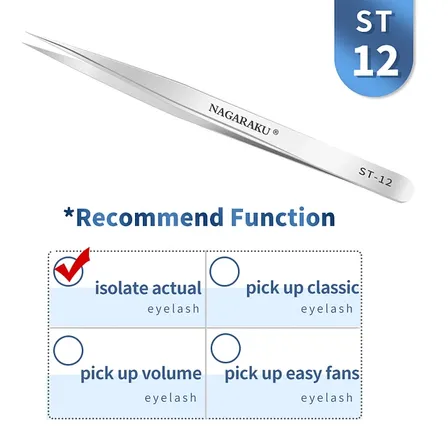 ST
12
NAGARAKU®
ST-12
*Recommend Function
isolate actual
eyelash
pick up classic
eyelash
pick up volume
eyelash
pick up easy fans
eyelash